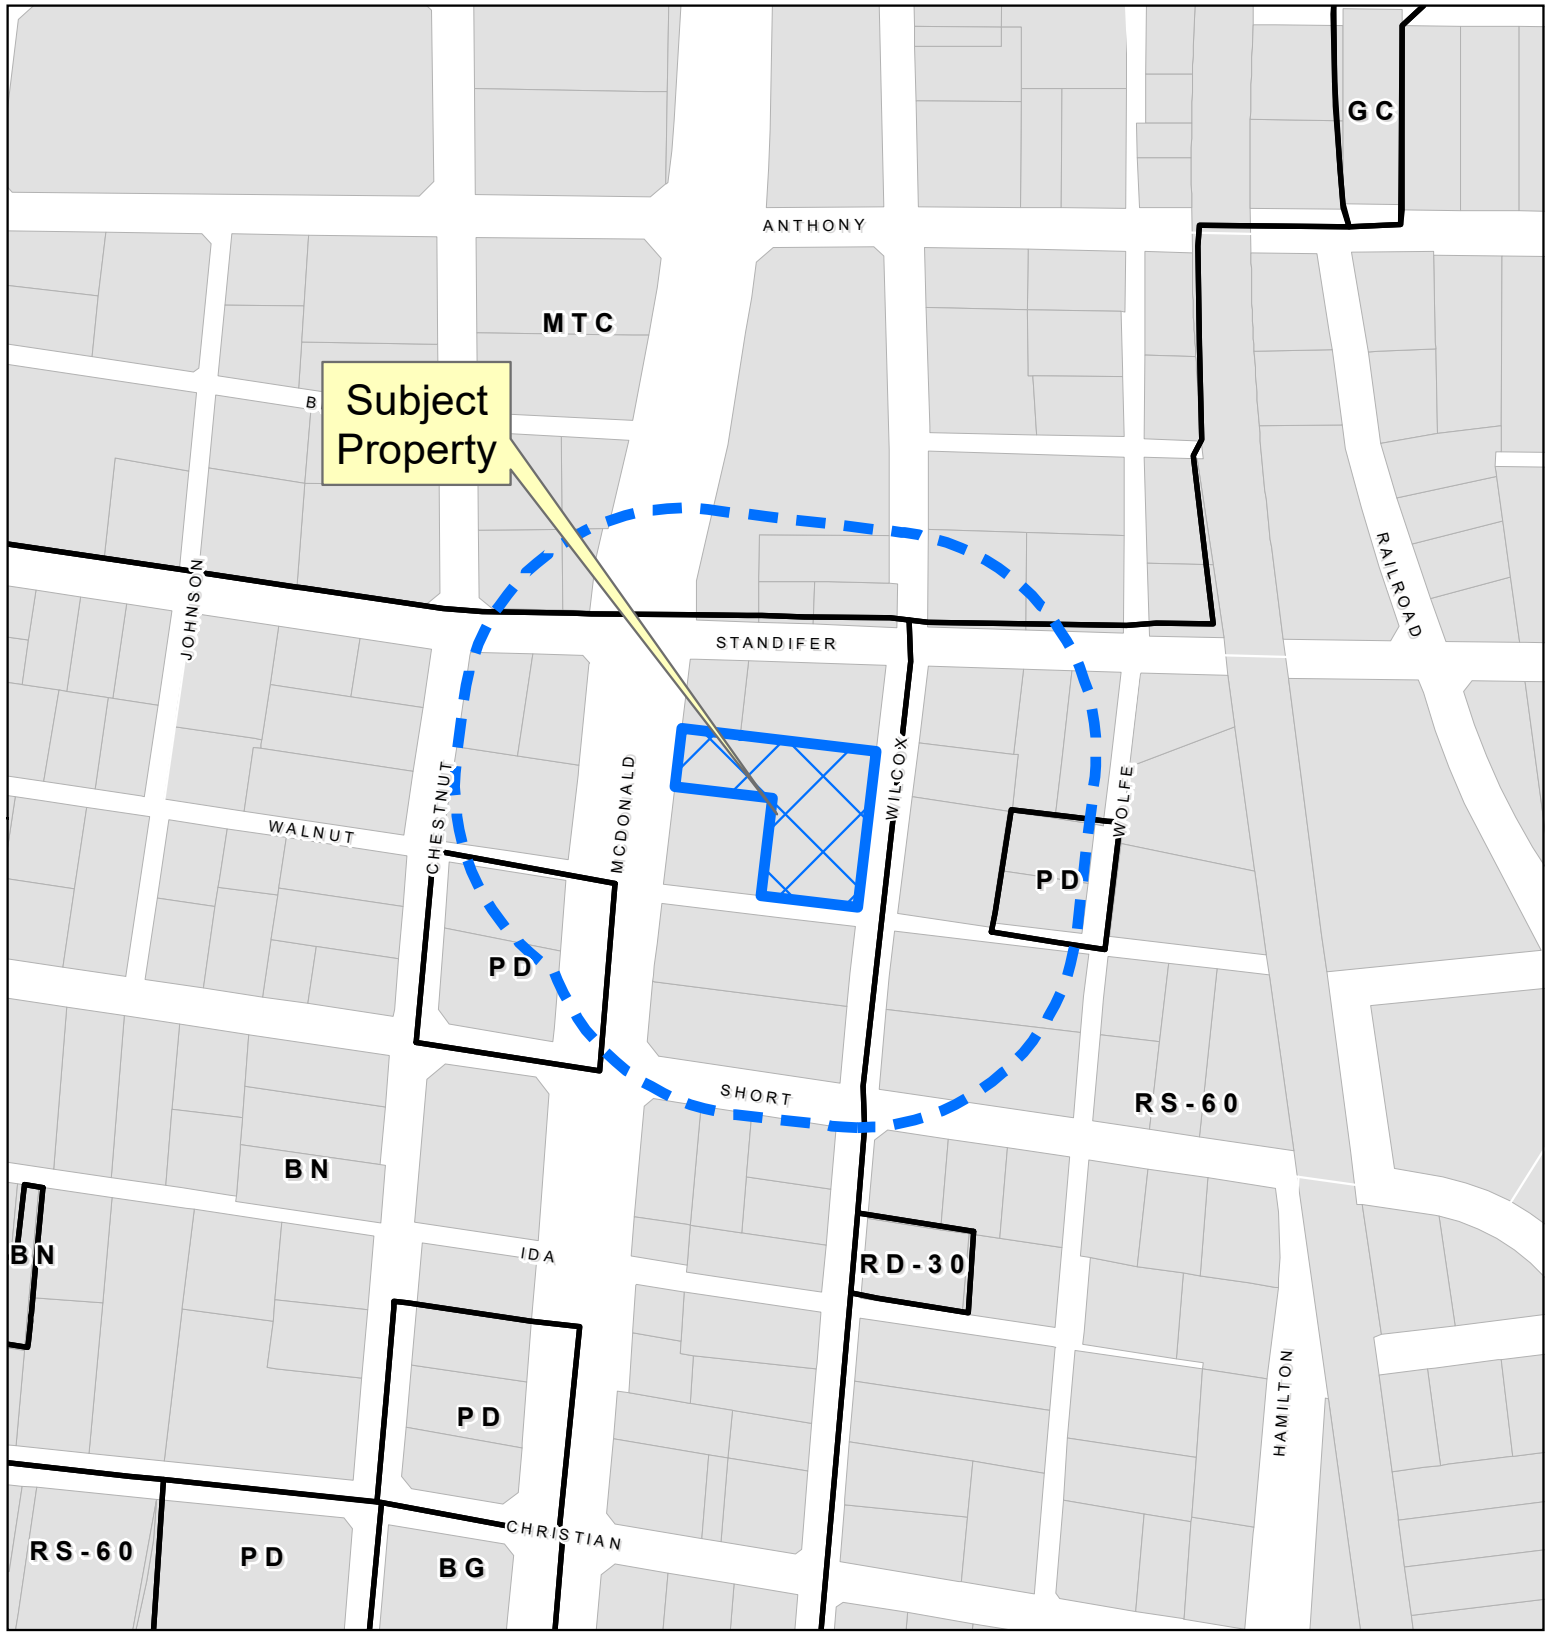 GC
ANTHONY
MTC
Subject
Property
B
JOHNSON
RAILROAD
STANDIFER
WILCOX
CHESTNUT
MCDONALD
WOLFE
WALNUT
PD
PD
SHORT
RS-60
BN
BN
IDA
RD-30
HAMILTON
PD
CHRISTIAN
RS-60
PD
BG